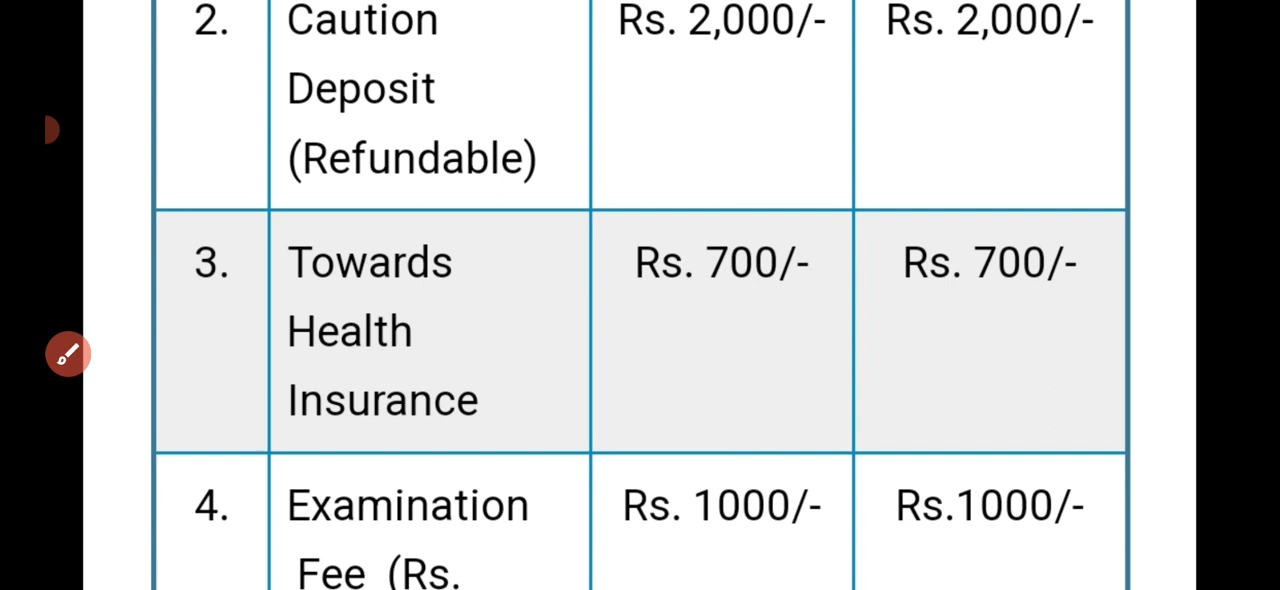 2. Caution Rs. 2,000/- Rs. 2,000/-
Deposit
(Refundable)
3. Towards Rs. 700/- Rs. 700/-
Health
Insurance
4. Examination Rs. 1000/- Rs.1000/-
Fee (Rs.